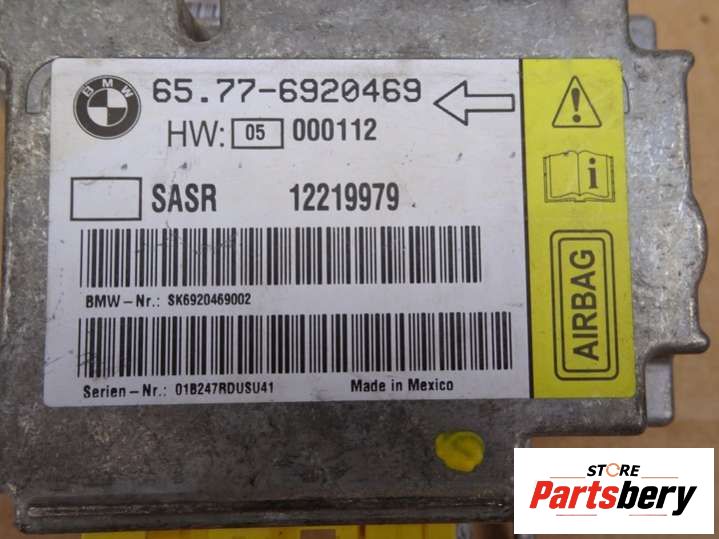 BMW
65.77-6920469
HW: 05 000112
SASR 12219979
BMW-Nr.: SK6920469002
Serien-Nr.: 01B247RDUSU41 Made in Mexico
i
AIRBAG
STORE
Partsbery